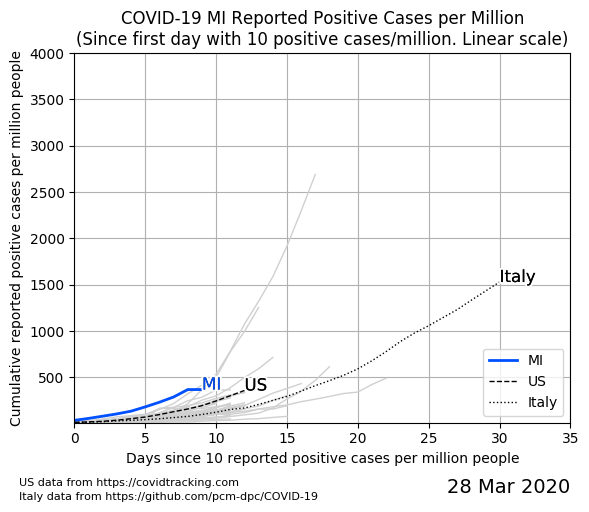 COVID-19 MI Reported Positive Cases per Million
(Since first day with 10 positive cases/million. Linear scale)
Cumulative reported positive cases per million people
4000
3500
3000
2500
2000
1500
1000
500
Italy
MI
US
MI
US
Italy
0 5 10 15 20 25 30 35
Days since 10 reported positive cases per million people
US data from https://covidtracking.com
Italy data from https://github.com/pcm-dpc/COVID-19
28 Mar 2020